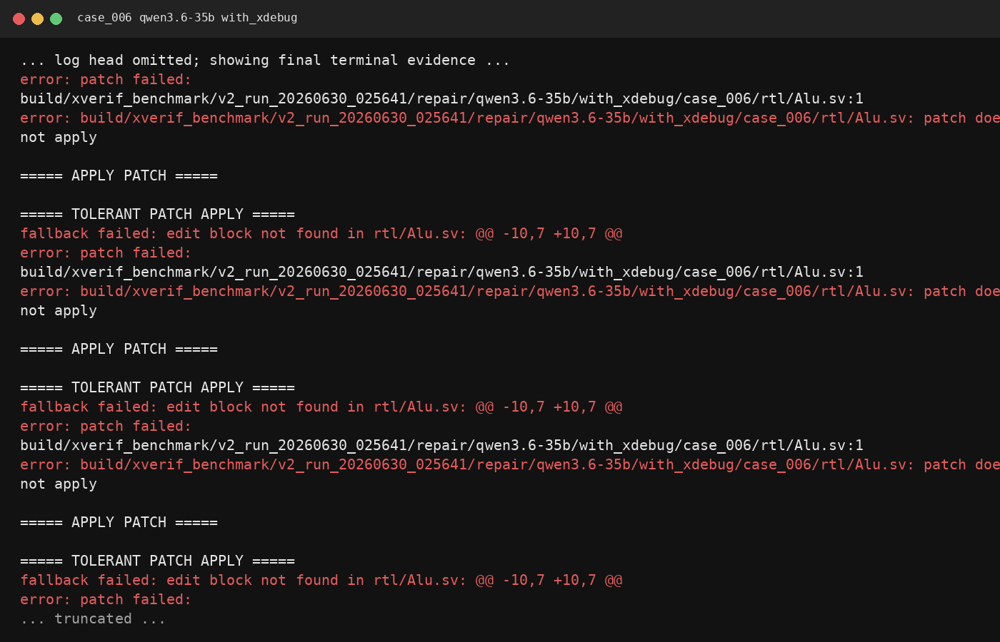 case_006 qwen3.6-35b with_xdebug
... log head omitted; showing final terminal evidence ...
error: patch failed:
build/xverif_benchmark/v2_run_20260630_025641/repair/qwen3.6-35b/with_xdebug/case_006/rtl/Alu.sv:1
error: build/xverif_benchmark/v2_run_20260630_025641/repair/qwen3.6-35b/with_xdebug/case_006/rtl/Alu.sv: patch doe
not apply
===== APPLY PATCH =====
===== TOLERANT PATCH APPLY =====
fallback failed: edit block not found in rtl/Alu.sv: @@ -10,7 +10,7 @@
error: patch failed:
build/xverif_benchmark/v2_run_20260630_025641/repair/qwen3.6-35b/with_xdebug/case_006/rtl/Alu.sv:1
error: build/xverif_benchmark/v2_run_20260630_025641/repair/qwen3.6-35b/with_xdebug/case_006/rtl/Alu.sv: patch doe
not apply
===== APPLY PATCH =====
===== TOLERANT PATCH APPLY =====
fallback failed: edit block not found in rtl/Alu.sv: @@ -10,7 +10,7 @@
error: patch failed:
build/xverif_benchmark/v2_run_20260630_025641/repair/qwen3.6-35b/with_xdebug/case_006/rtl/Alu.sv:1
error: build/xverif_benchmark/v2_run_20260630_025641/repair/qwen3.6-35b/with_xdebug/case_006/rtl/Alu.sv: patch doe
not apply
===== APPLY PATCH =====
===== TOLERANT PATCH APPLY =====
fallback failed: edit block not found in rtl/Alu.sv: @@ -10,7 +10,7 @@
error: patch failed:
... truncated ...